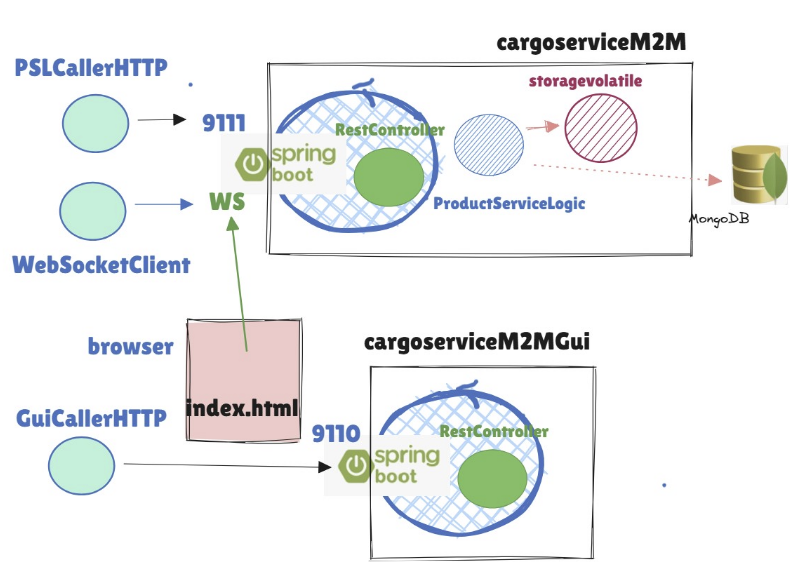 cargoserviceM2M
PSLCallerHTTP
storagevolatile
9111
RestController
spring
boot
WS
ProductServiceLogic
MongoDB
WebSocketClient
browser
cargoserviceM2MGui
index.html
GuiCallerHTTP
9110
RestController
spring
boot